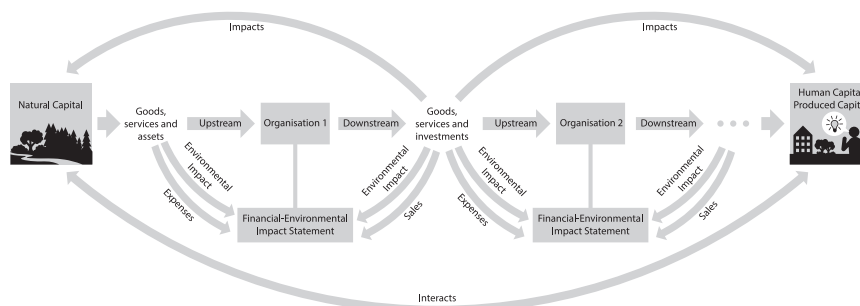 Impacts
Impacts
Natural Capital
Goods,
services and
assets
Upstream
Organisation 1
Downstream
Goods,
services and
investments
Upstream
Organisation 2
Downstream
Human Capita
Produced Capit
Environmental
Impact
Expenses
Environmental
Impact
Sales
Environmental
Impact
Expenses
Environmental
Impact
Sales
Financial-Environmental
Impact Statement
Financial-Environmental
Impact Statement
Interacts